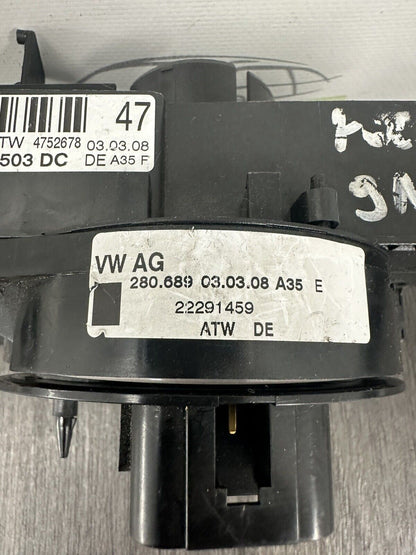 47
TW 4752678 03.03.08
503 DC DE A35 F
VW AG
280.689 03.03.08 A35 E
22291459
ATW DE